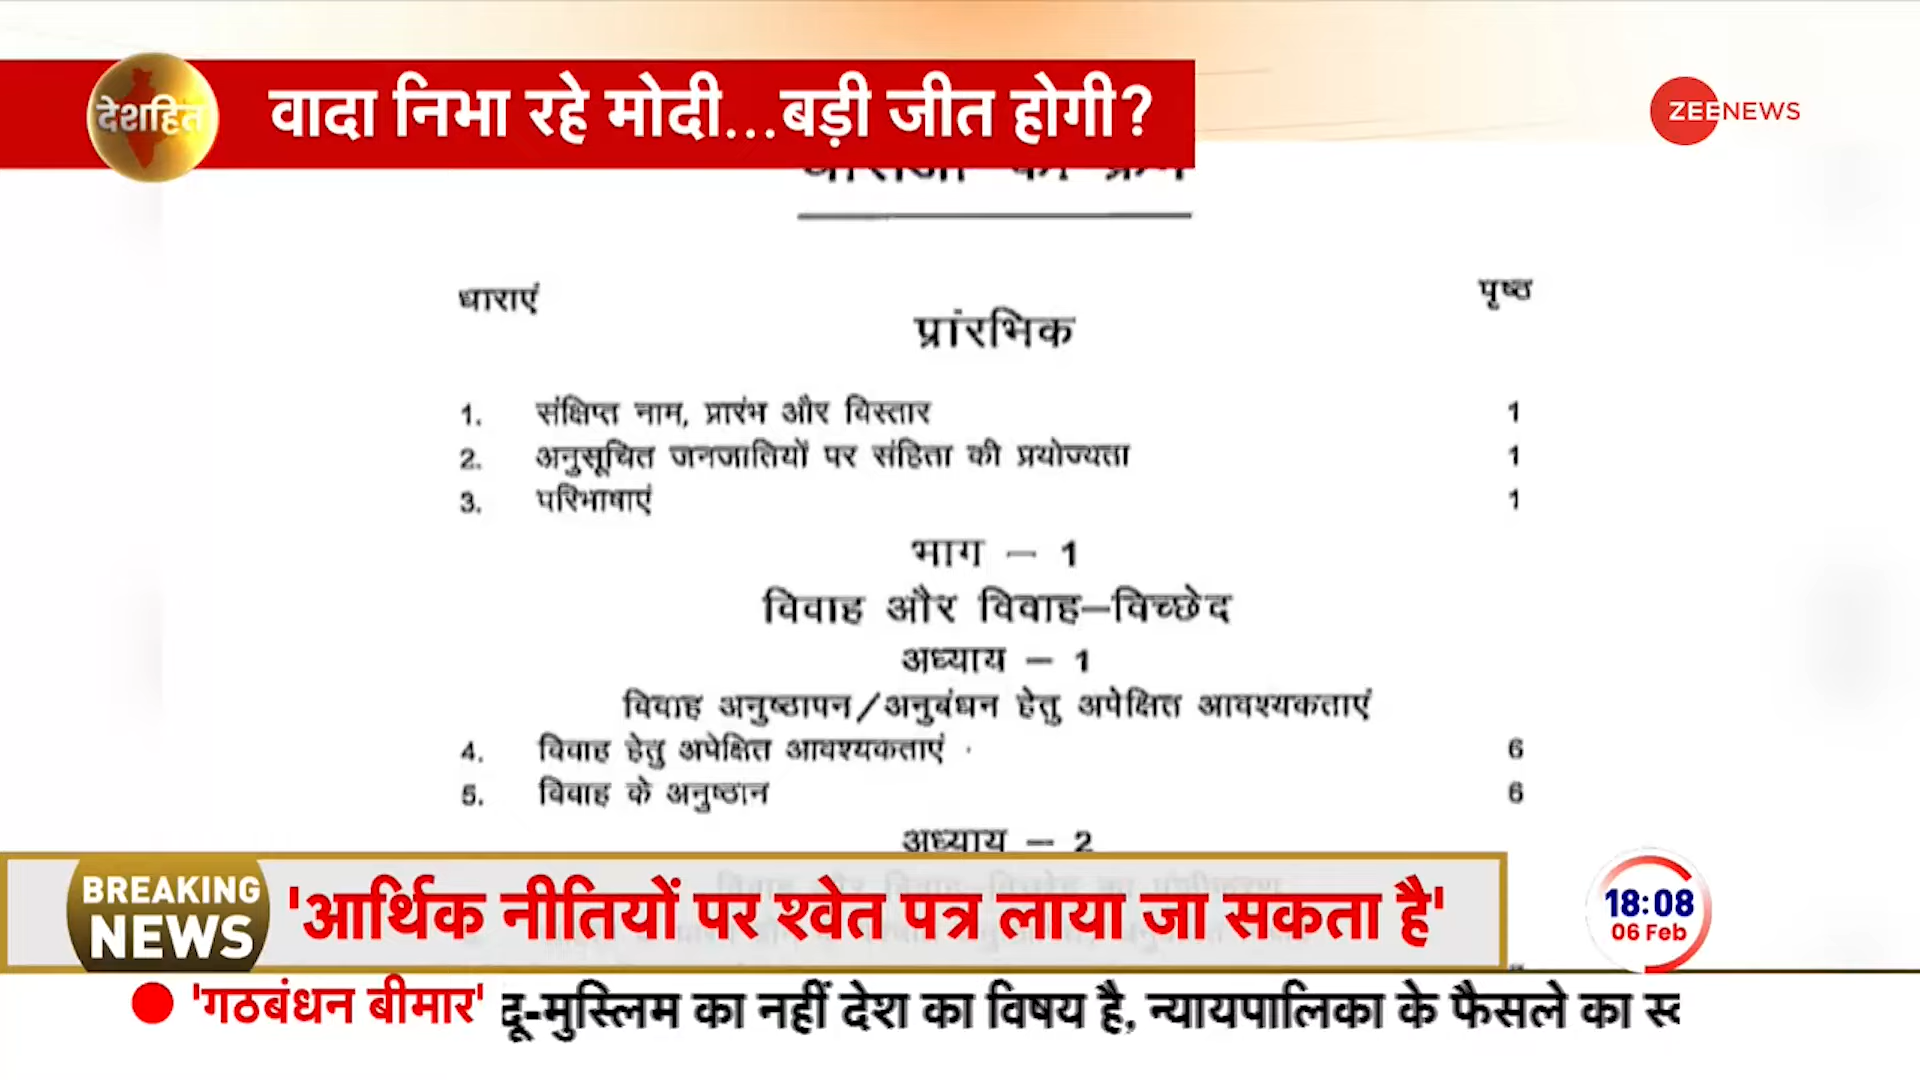 देशहित
वादा निभा रहे मोदी...बड़ी जीत होगी?
ZEENEWS
धाराएं
पृष्ठ
प्रांरभिक
1. संक्षिप्त नाम, प्रारंभ और विस्तार 1
2. अनुसूचित जनजातियों पर संहिता की प्रयोज्यता 1
3. परिभाषाएं 1
भाग – 1
विवाह और विवाह–विच्छेद
अध्याय – 1
विवाह अनुष्ठापन/अनुबंधन हेतु अपेक्षित आवश्यकताएं
4. विवाह हेतु अपेक्षित आवश्यकताएं 6
5. विवाह के अनुष्ठान 6
अध्याय – 2
BREAKING
NEWS
'आर्थिक नीतियों पर श्वेत पत्र लाया जा सकता है'
18:08
06 Feb
'गठबंधन बीमार'
दू-मुस्लिम का नहीं देश का विषय है, न्यायपालिका के फैसले का